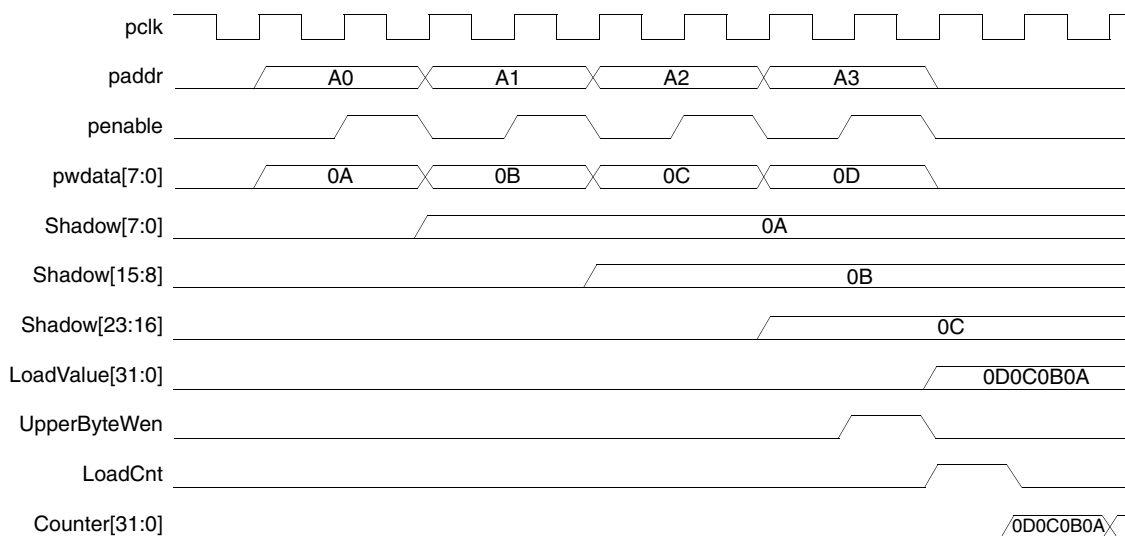 pclk
paddr A0 A1 A2 A3
penable
pwdata[7:0] 0A 0B 0C 0D
Shadow[7:0] 0A
Shadow[15:8] 0B
Shadow[23:16] 0C
LoadValue[31:0] 0D0C0B0A
UpperByteWen
LoadCnt
Counter[31:0] 0D0C0B0A